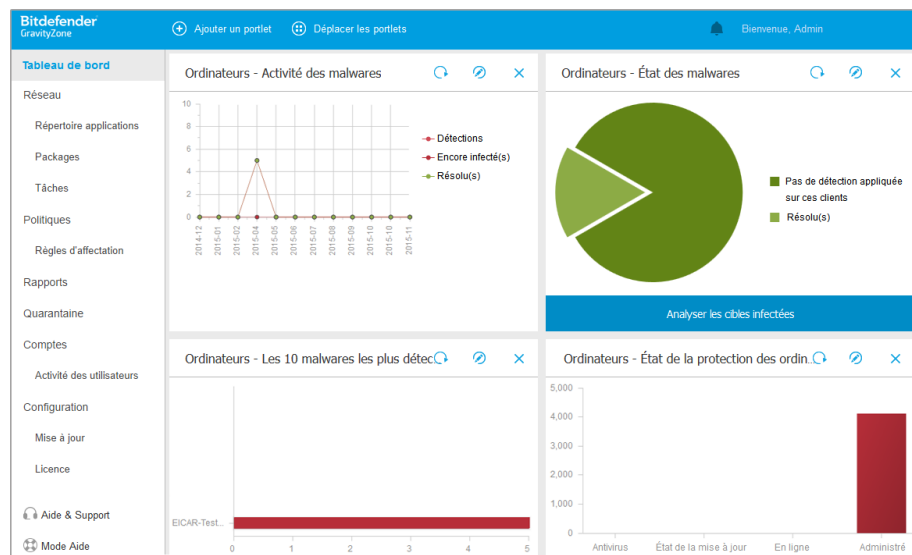 Bitdefender
GravityZone
Ajouter un portlet
Déplacer les portlets
Bienvenue, Admin
Tableau de bord
Réseau
Répertoire applications
Packages
Tâches
Politiques
Règles d'affectation
Rapports
Quarantaine
Comptes
Activité des utilisateurs
Configuration
Mise à jour
Licence
Aide & Support
Mode Aide
Ordinateurs - Activité des malwares
10
8
6
4
2
0
2014-12
2015-01
2015-02
2015-04
2015-05
2015-06
2015-07
2015-08
2015-09
2015-10
2015-10
2015-11
Détections
Encore infecté(s)
Résolu(s)
Ordinateurs - État des malwares
Pas de détection appliquée
sur ces clients
Résolu(s)
Analyser les cibles infectées
Ordinateurs - Les 10 malwares les plus détec
EICAR-Test...
0 1 2 3 4 5
Ordinateurs - État de la protection des ordin...
5,000
4,000
3,000
2,000
1,000
0
Antivirus
État de la mise à jour
En ligne
Administré